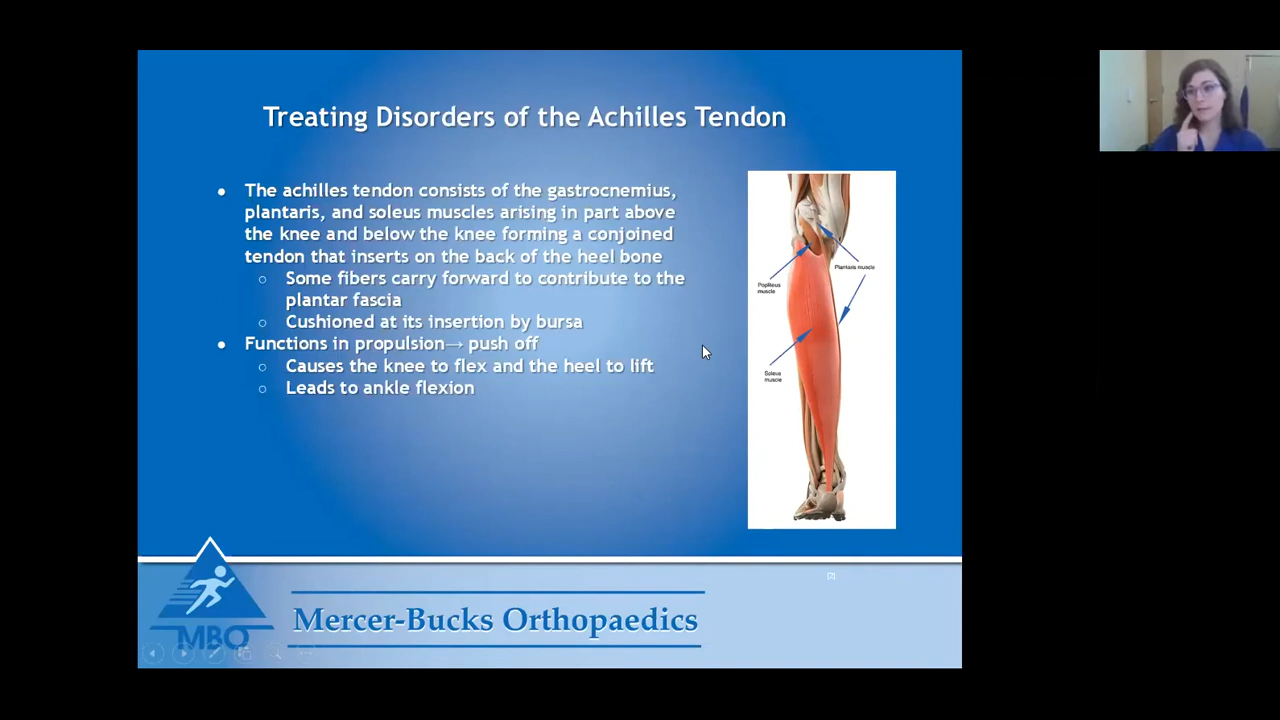 Treating Disorders of the Achilles Tendon
● The achilles tendon consists of the gastrocnemius,
plantaris, and soleus muscles arising in part above
the knee and below the knee forming a conjoined
tendon that inserts on the back of the heel bone
○ Some fibers carry forward to contribute to the
plantar fascia
○ Cushioned at its insertion by bursa
● Functions in propulsion→ push off
○ Causes the knee to flex and the heel to lift
○ Leads to ankle flexion
Plantaris muscle
Popliteus
muscle
Soleus
muscle
[2]
MBO
Mercer-Bucks Orthopaedics